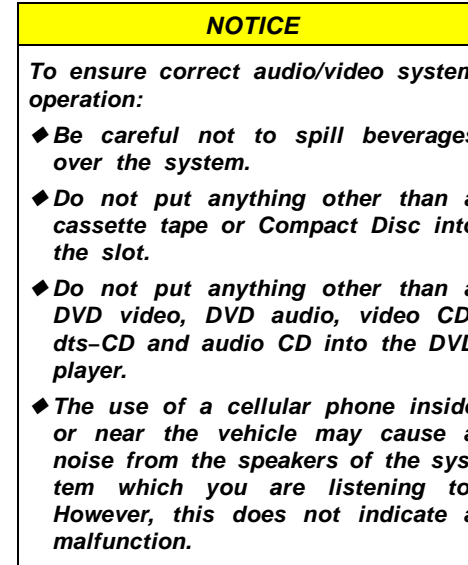 NOTICE
To ensure correct audio/video system
operation:
◆ Be careful not to spill beverages
over the system.
◆ Do not put anything other than a
cassette tape or Compact Disc into
the slot.
◆ Do not put anything other than a
DVD video, DVD audio, video CD,
dts–CD and audio CD into the DVD
player.
◆ The use of a cellular phone inside
or near the vehicle may cause a
noise from the speakers of the sys
tem which you are listening to.
However, this does not indicate a
malfunction.